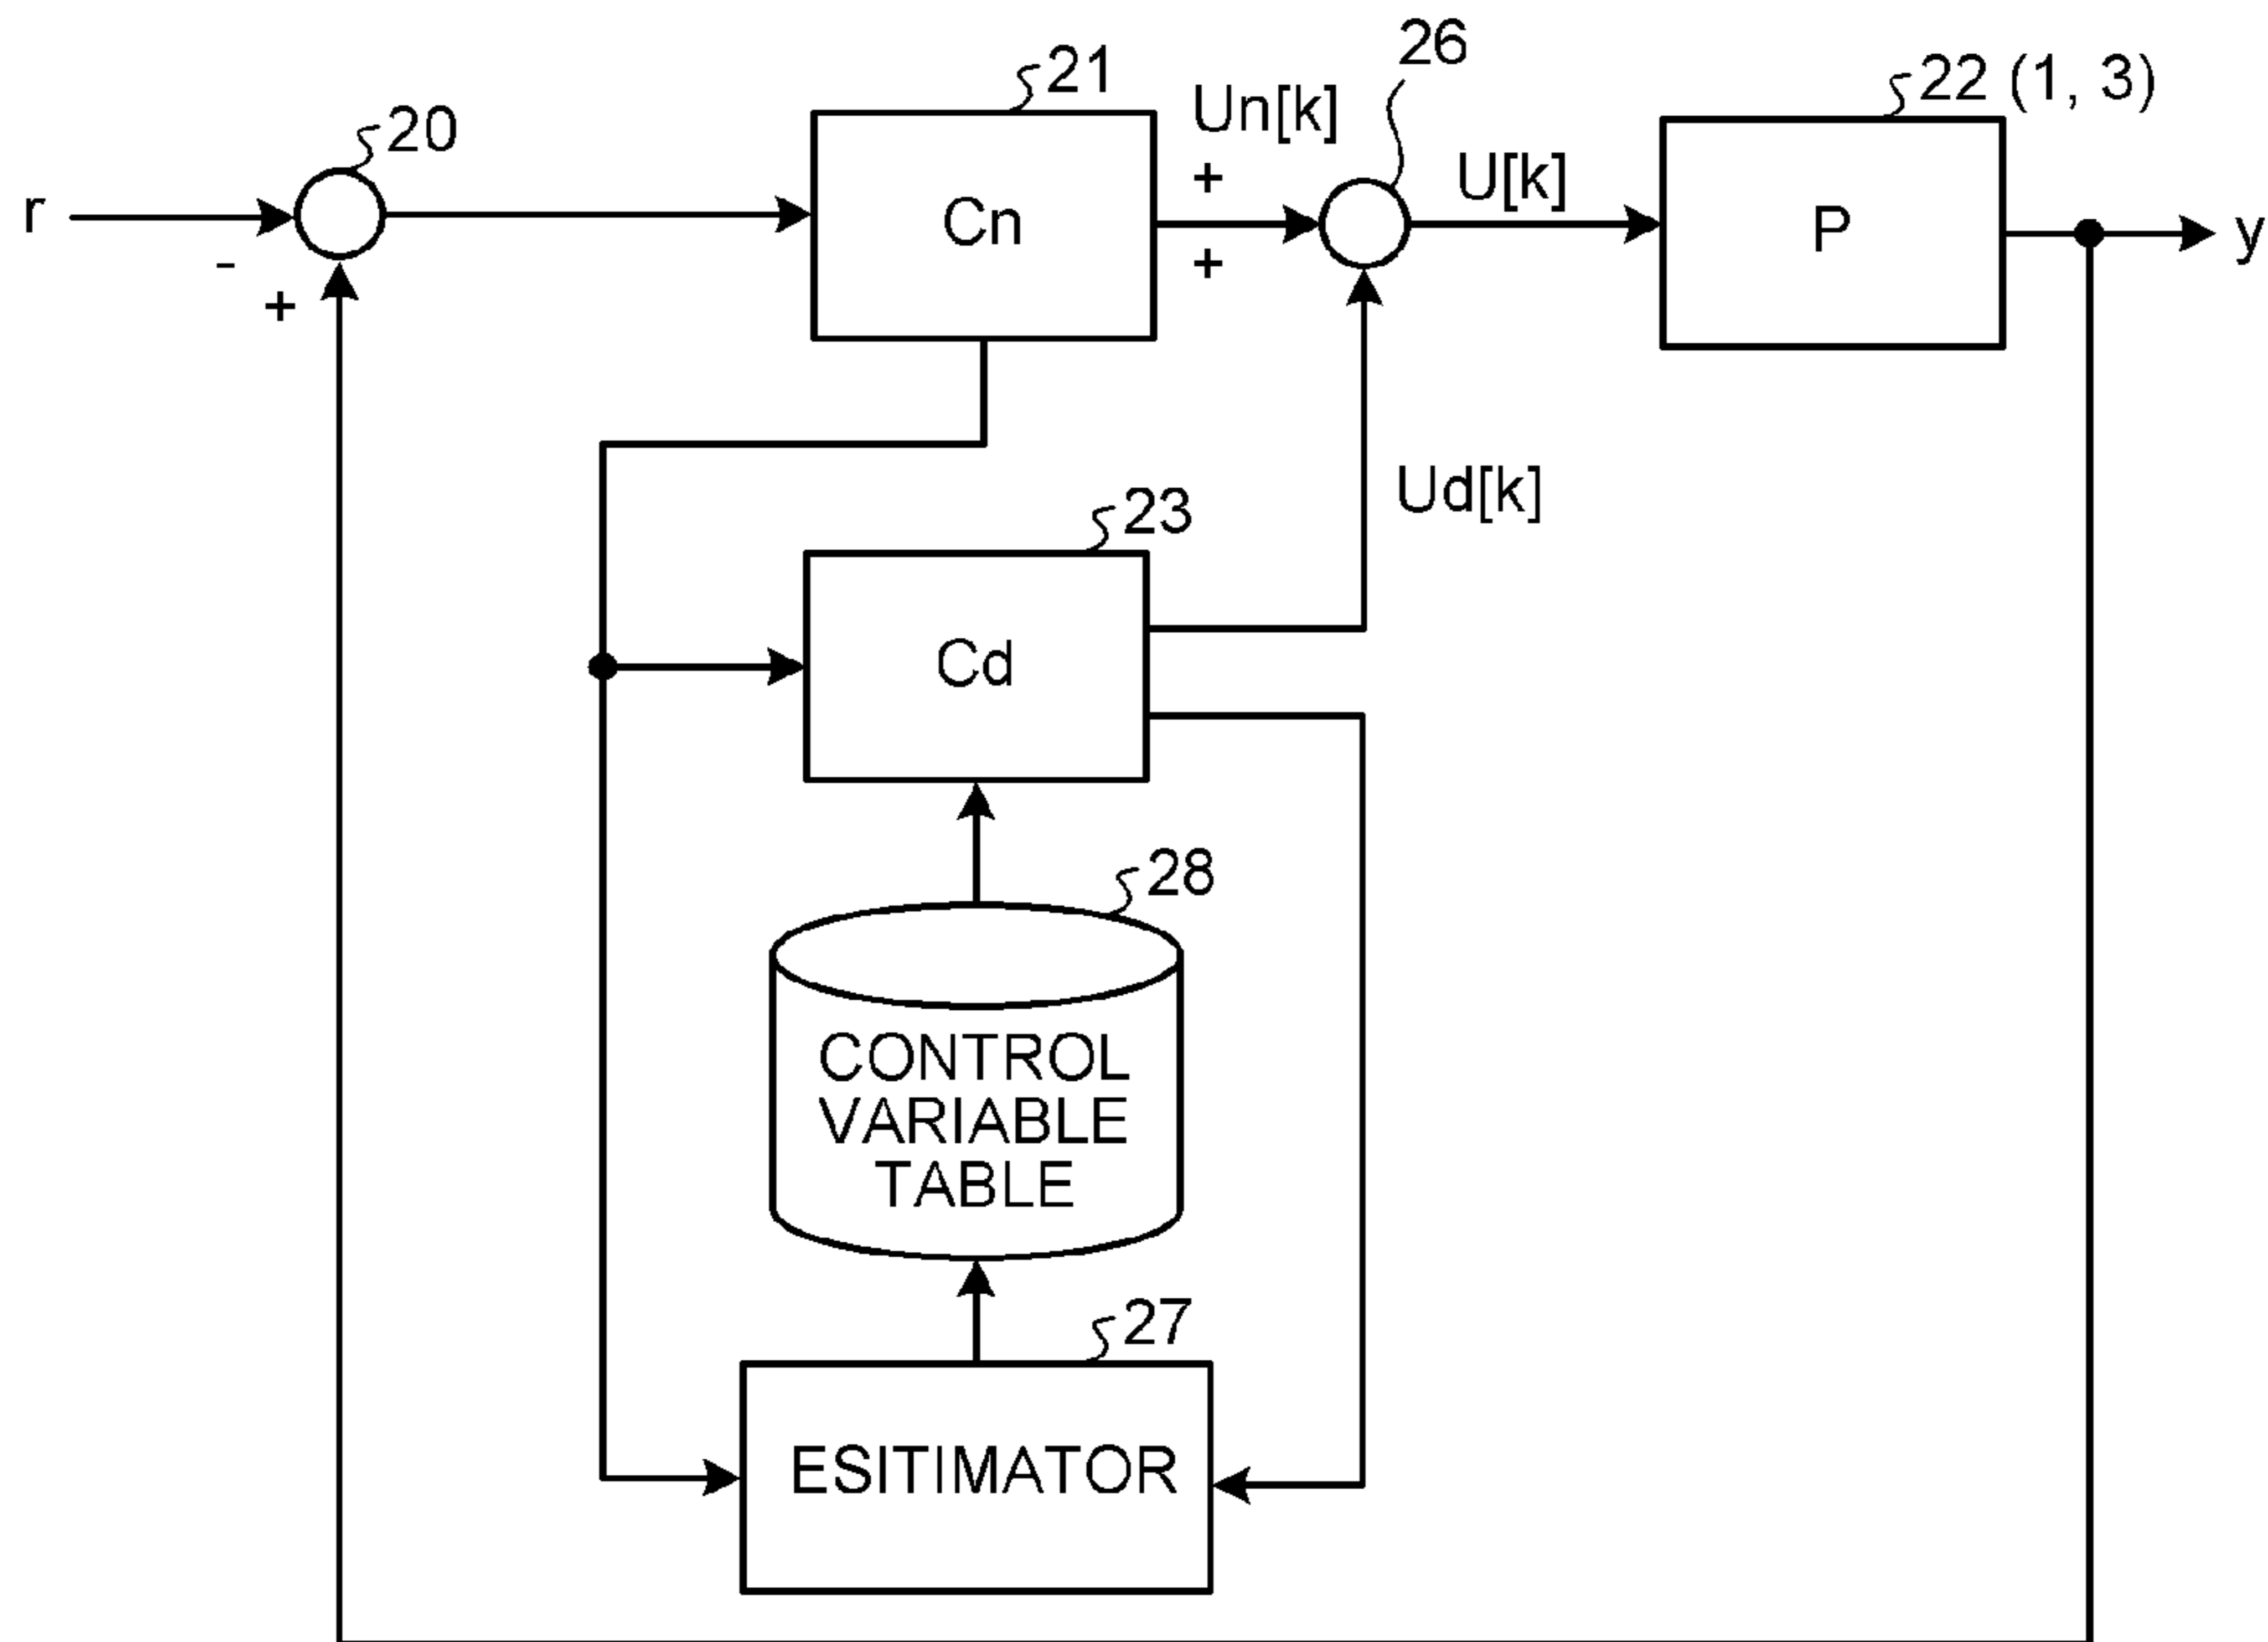 26
21
22 (1, 3)
20
Un[k]
+
U[k]
r
Cn
P
y
-
+
+
Ud[k]
23
Cd
28
CONTROL
VARIABLE
TABLE
27
ESITIMATOR